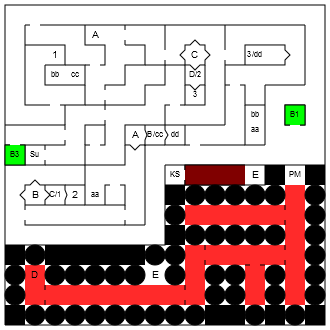 A
1
C
3/dd
bb cc
D/2
3
bb
B1
aa
A B/cc dd
B3 Su
KS E PM
B C/1 2 aa
D E